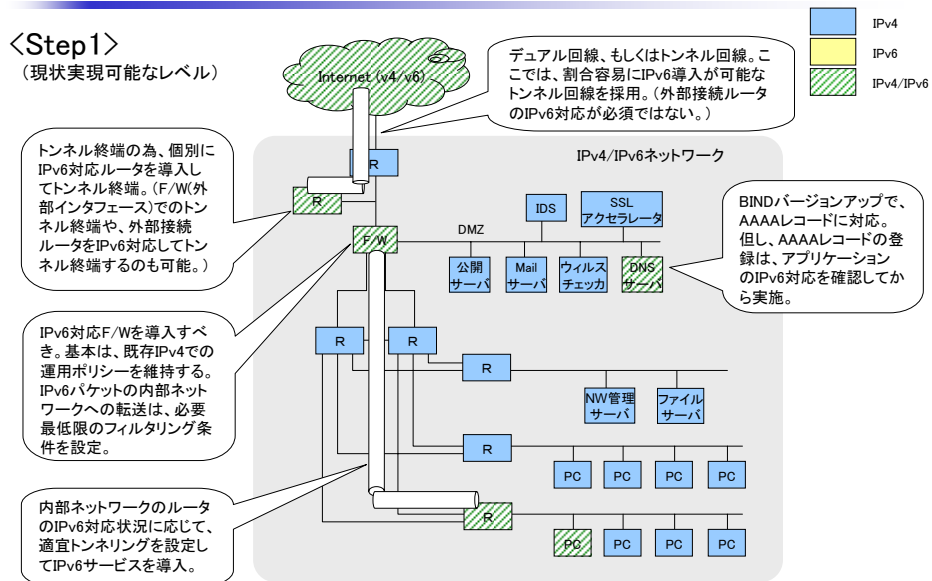 <Step1>
(現状実現可能なレベル)
IPv4
IPv6
IPv4/IPv6
Internet (v4/v6)
デュアル回線、もしくはトンネル回線。こ
こでは、割合容易にIPv6導入が可能な
トンネル回線を採用。(外部接続ルータ
のIPv6対応が必須ではない。)
トンネル終端の為、個別に
IPv6対応ルータを導入し
てトンネル終端。(F/W(外
部インタフェース)でのトン
ネル終端や、外部接続
ルータをIPv6対応してトン
ネル終端するのも可能。)
IPv4/IPv6ネットワーク
R
R
F/W
DMZ
IDS
SSL
アクセラレータ
公開
サーバ
Mail
サーバ
ウィルス
チェッカ
DNS
サーバ
BINDバージョンアップで、
AAAAレコードに対応。
但し、AAAAレコードの登
録は、アプリケーション
のIPv6対応を確認してか
ら実施。
IPv6対応F/Wを導入すべ
き。基本は、既存IPv4での
運用ポリシーを維持する。
IPv6パケットの内部ネット
ワークへの転送は、必要
最低限のフィルタリング条
件を設定。
R
R
R
NW管理
サーバ
ファイル
サーバ
R
PC
PC
PC
PC
内部ネットワークのルータ
のIPv6対応状況に応じて、
適宜トンネリングを設定し
てIPv6サービスを導入。
R
PC
PC
PC
PC